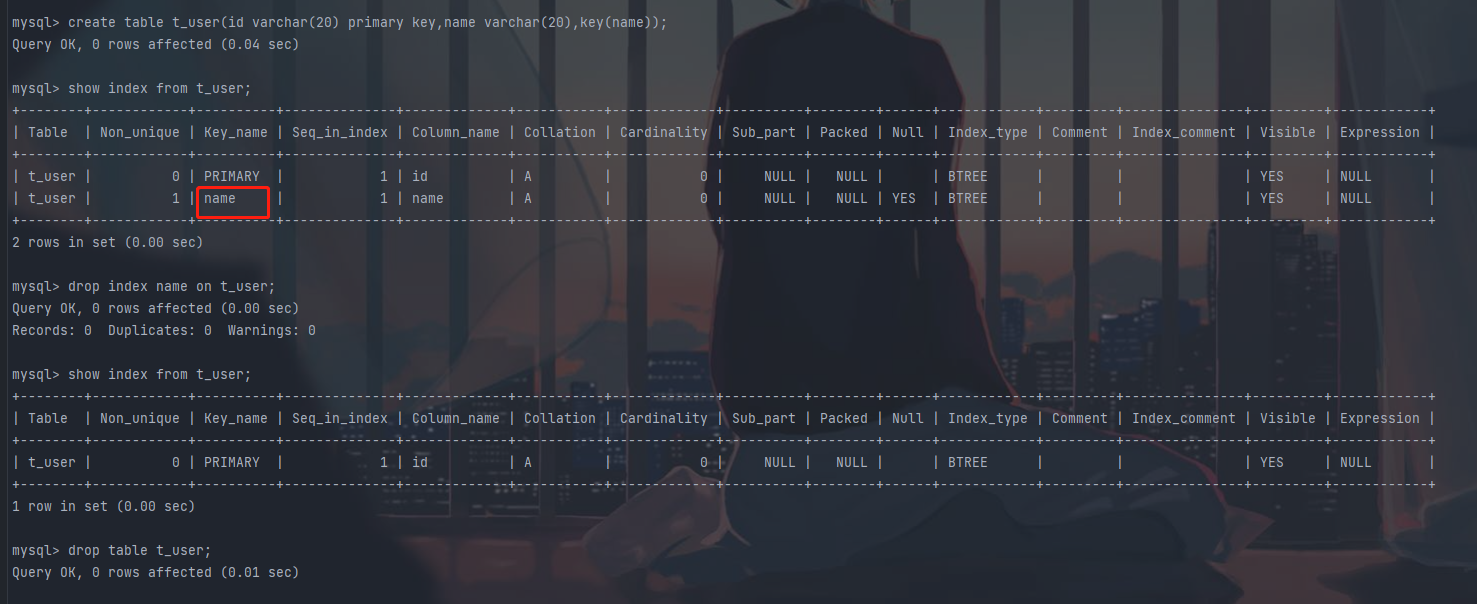 mysql> create table t_user(id varchar(20) primary key,name varchar(20),key(name));
Query OK, 0 rows affected (0.04 sec)
mysql> show index from t_user;
+--------+------------+----------+--------------+-------------+-----------+-------------+----------+--------+------+------------+---------+---------------+---------+------------+
| Table  | Non_unique | Key_name | Seq_in_index | Column_name | Collation | Cardinality | Sub_part | Packed | Null | Index_type | Comment | Index_comment | Visible | Expression |
+--------+------------+----------+--------------+-------------+-----------+-------------+----------+--------+------+------------+---------+---------------+---------+------------+
| t_user |          0 | PRIMARY  |            1 | id          | A         |           0 |     NULL |   NULL |      | BTREE      |         |               | YES     | NULL       |
| t_user |          1 | name     |            1 | name        | A         |           0 |     NULL |   NULL | YES  | BTREE      |         |               | YES     | NULL       |
+--------+------------+----------+--------------+-------------+-----------+-------------+----------+--------+------+------------+---------+---------------+---------+------------+
2 rows in set (0.00 sec)
mysql> drop index name on t_user;
Query OK, 0 rows affected (0.00 sec)
Records: 0  Duplicates: 0  Warnings: 0
mysql> show index from t_user;
+--------+------------+----------+--------------+-------------+-----------+-------------+----------+--------+------+------------+---------+---------------+---------+------------+
| Table  | Non_unique | Key_name | Seq_in_index | Column_name | Collation | Cardinality | Sub_part | Packed | Null | Index_type | Comment | Index_comment | Visible | Expression |
+--------+------------+----------+--------------+-------------+-----------+-------------+----------+--------+------+------------+---------+---------------+---------+------------+
| t_user |          0 | PRIMARY  |            1 | id          | A         |           0 |     NULL |   NULL |      | BTREE      |         |               | YES     | NULL       |
+--------+------------+----------+--------------+-------------+-----------+-------------+----------+--------+------+------------+---------+---------------+---------+------------+
1 row in set (0.00 sec)
mysql> drop table t_user;
Query OK, 0 rows affected (0.01 sec)